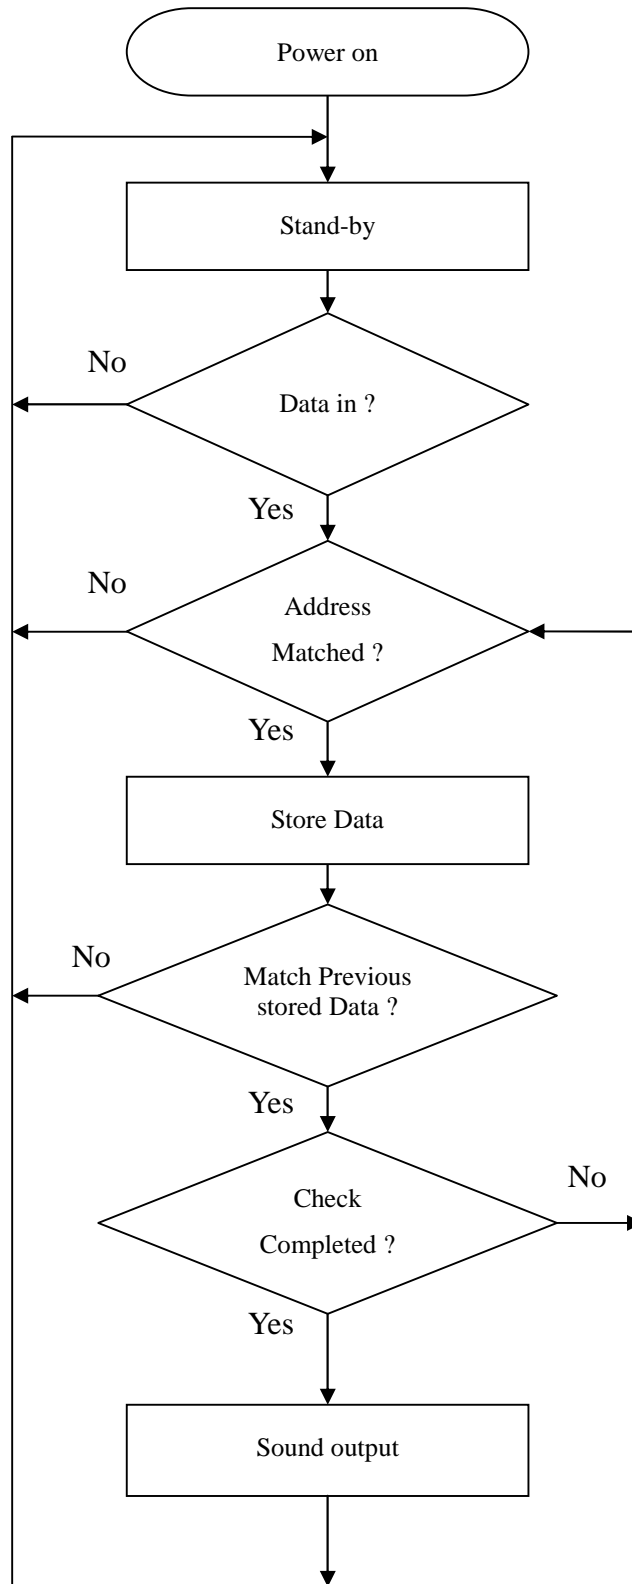 Power on
Stand-by
No
Data in ?
Yes
No
Address
Matched ?
Yes
Store Data
No
Match Previous
stored Data ?
Yes
Check
Completed ?
No
Yes
Sound output